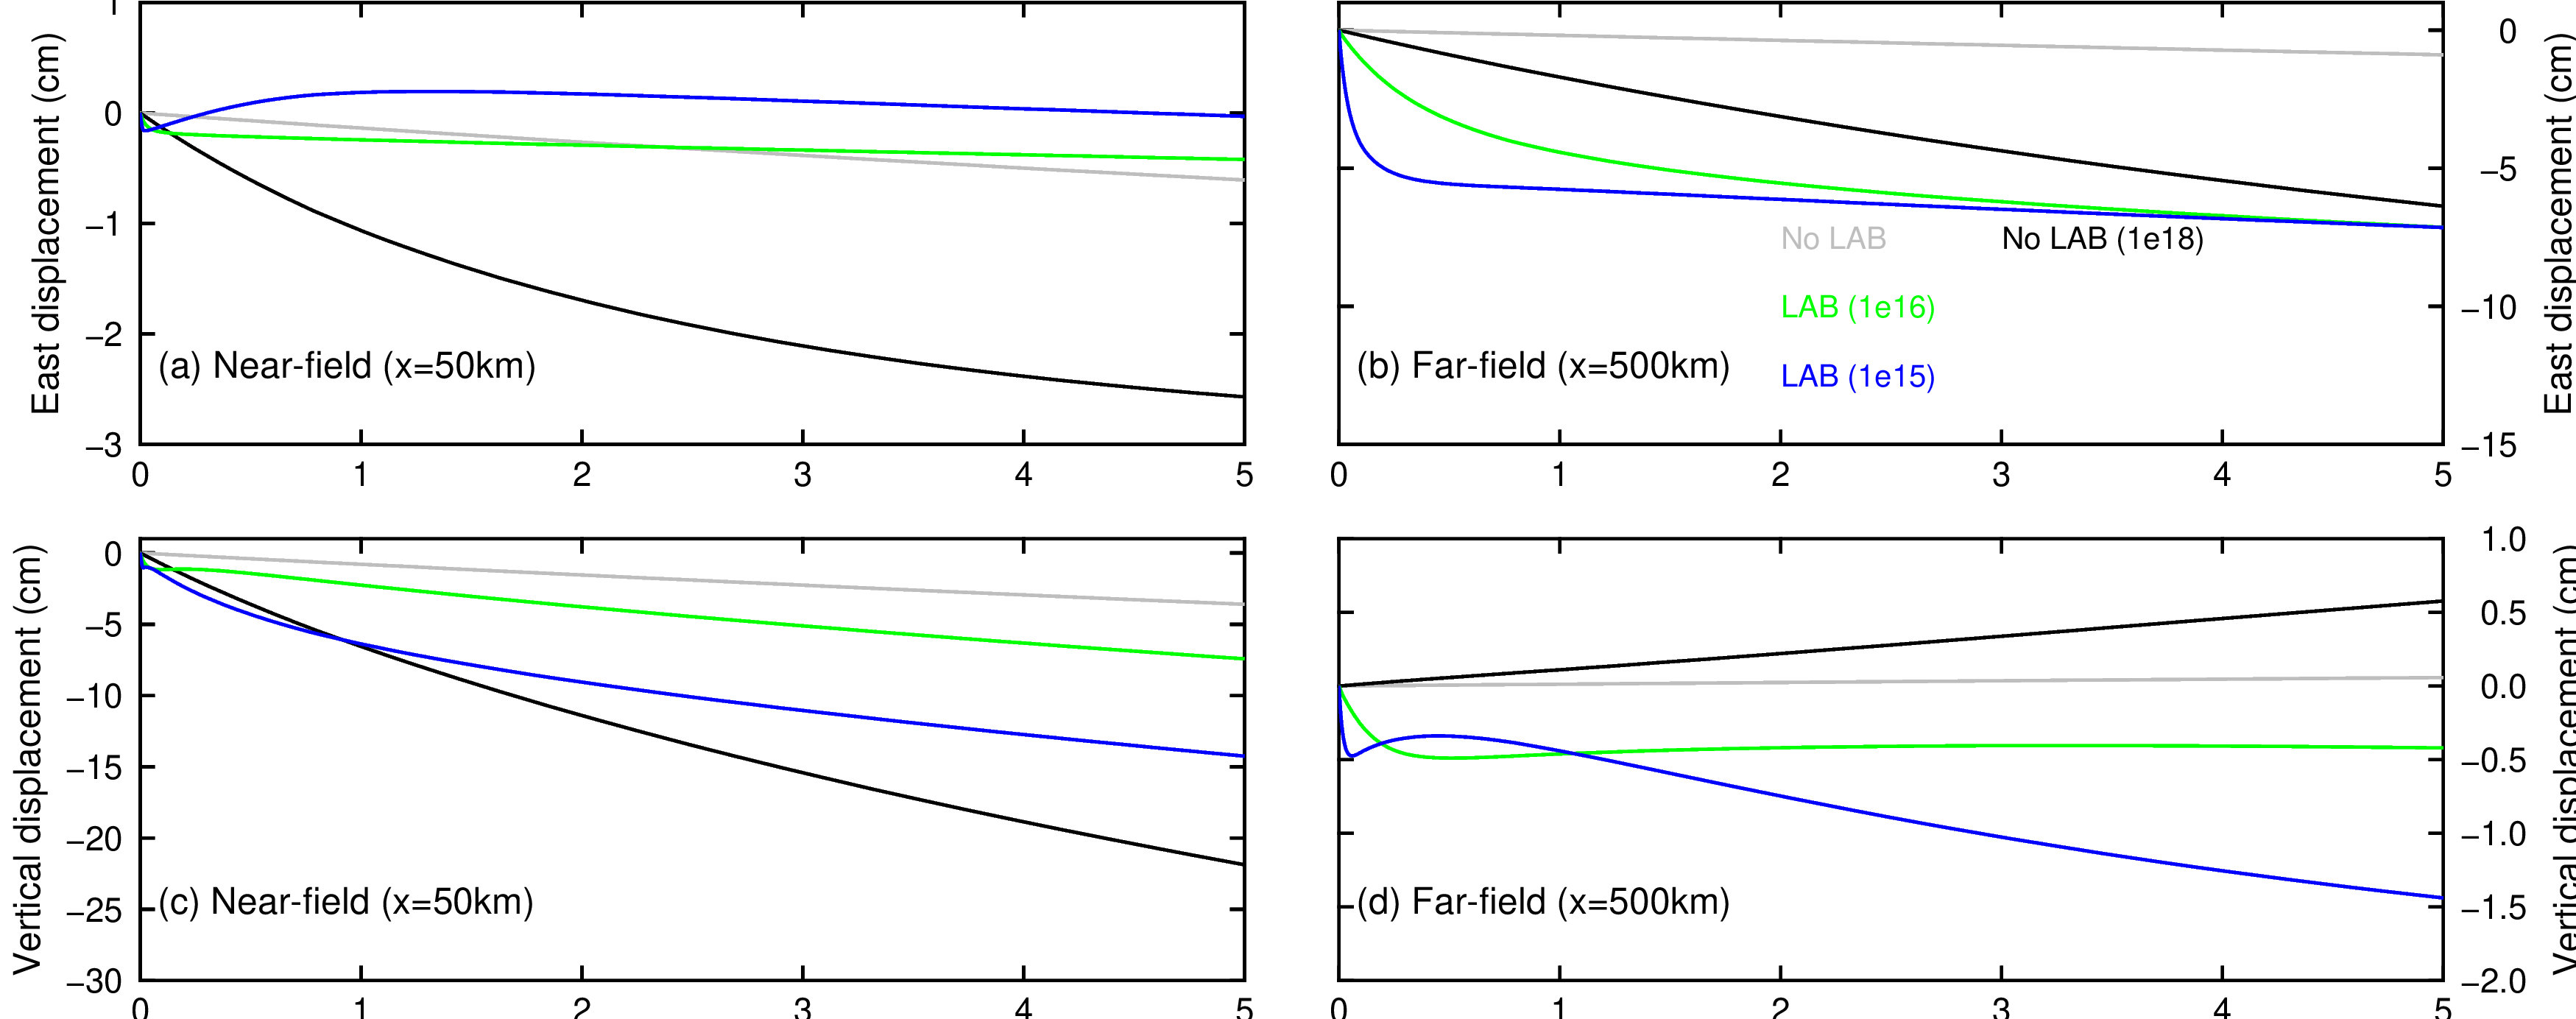 East displacement (cm)
1
0
−1
−2
−3
0 1 2 3 4 5
(a) Near-field (x=50km)
0
−5
−10
−15
East displacement (cm)
0 1 2 3 4 5
No LAB
No LAB (1e18)
LAB (1e16)
LAB (1e15)
(b) Far-field (x=500km)
Vertical displacement (cm)
0
−5
−10
−15
−20
−25
−30
0 1 2 3 4 5
(c) Near-field (x=50km)
1.0
0.5
0.0
−0.5
−1.0
−1.5
−2.0
Vertical displacement (cm)
0 1 2 3 4 5
(d) Far-field (x=500km)